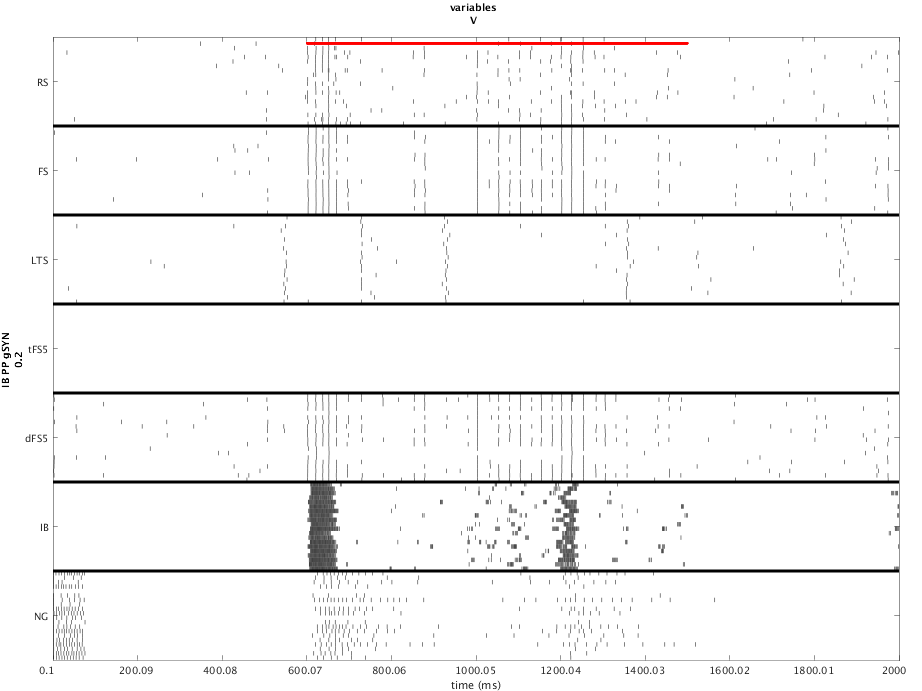 variables
V
RS
FS
LTS
tFS5
dFS5
IB
NG
IB PP gSYN
0.2
0.1
200.09
400.08
600.07
800.06
1000.05
1200.04
1400.03
1600.02
1800.01
2000
time (ms)